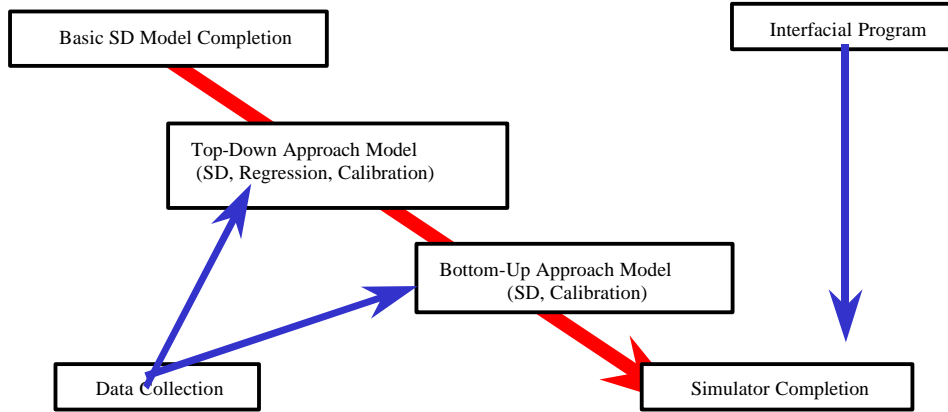 Basic SD Model Completion
Interfacial Program
Top-Down Approach Model
(SD, Regression, Calibration)
Bottom-Up Approach Model
(SD, Calibration)
Data Collection
Simulator Completion